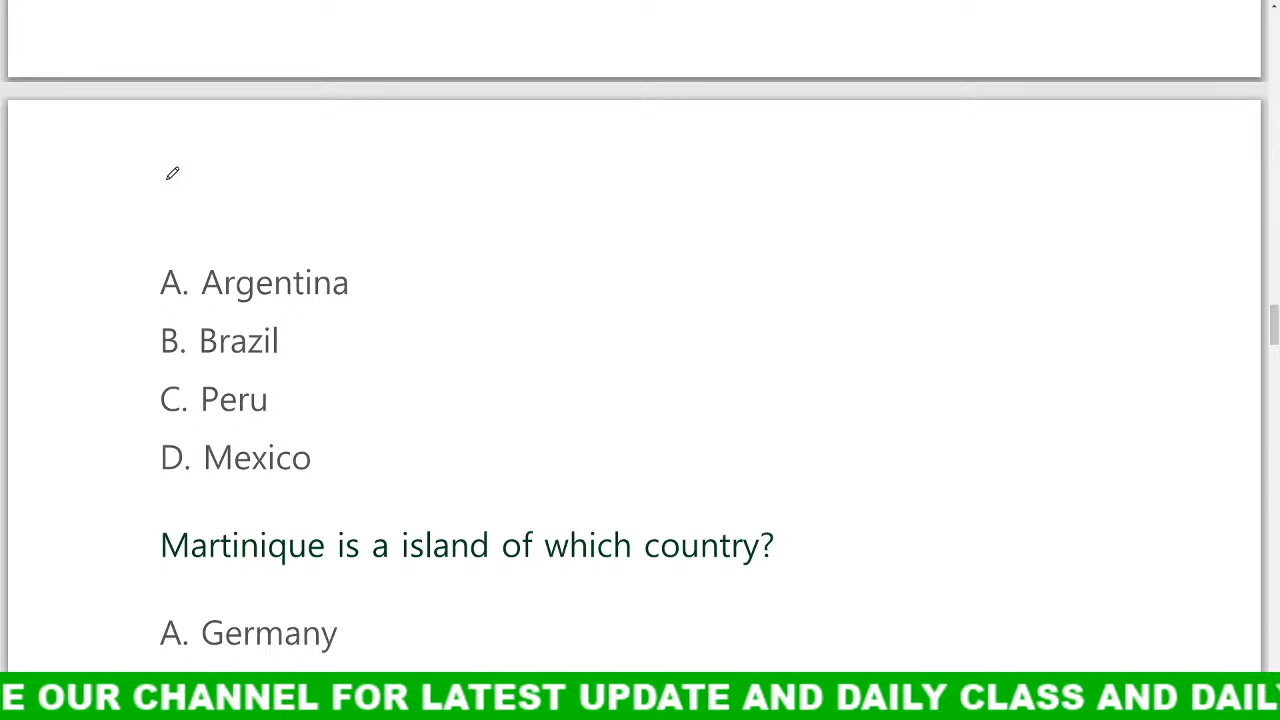 A. Argentina
B. Brazil
C. Peru
D. Mexico
Martinique is a island of which country?
A. Germany
E OUR CHANNEL FOR LATEST UPDATE AND DAILY CLASS AND DAIL